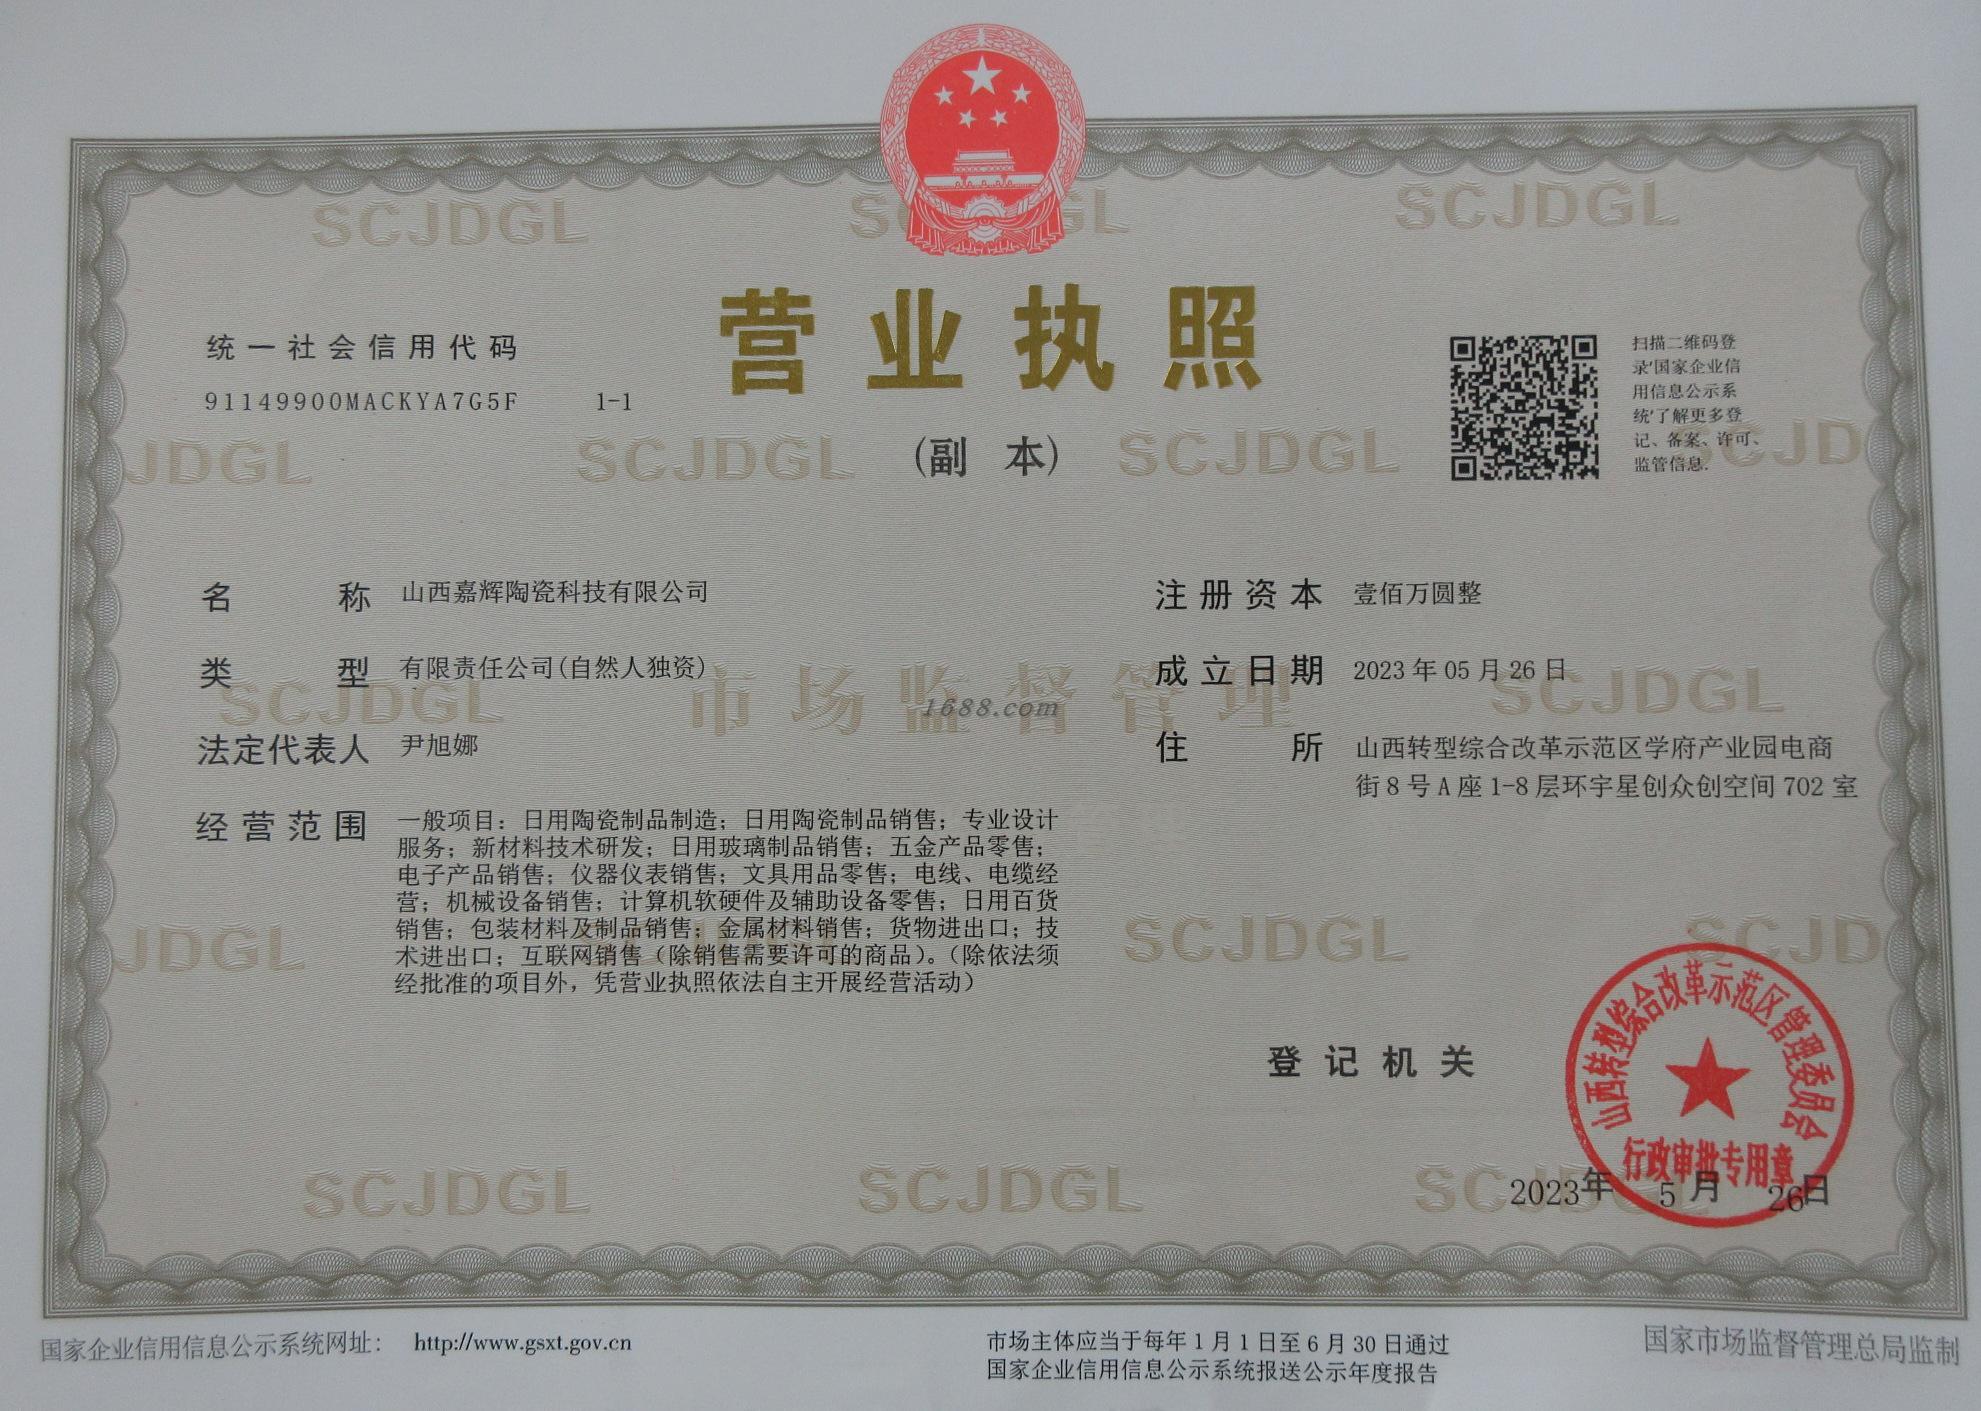 营业执照
(副 本)
统一社会信用代码
91149900MACKYA7G5F 1-1
扫描二维码登
录‘国家企业信
用信息公示系
统’了解更多登
记、备案、许可、
监管信息.
名 称 山西嘉辉陶瓷科技有限公司
类 型 有限责任公司(自然人独资)
法定代表人 尹旭娜
经营范围 一般项目：日用陶瓷制品制造；日用陶瓷制品销售；专业设计
服务；新材料技术研发；日用玻璃制品销售；五金产品零售；
电子产品销售；仪器仪表销售；文具用品零售；电线、电缆经
营；机械设备销售；计算机软硬件及辅助设备零售；日用百货
销售；包装材料及制品销售；金属材料销售；货物进出口；技
术进出口；互联网销售（除销售需要许可的商品）。（除依法须
经批准的项目外，凭营业执照依法自主开展经营活动）
注册资本 壹佰万圆整
成立日期 2023年05月26日
住 所 山西转型综合改革示范区学府产业园电商
街8号A座1-8层环宇星创众创空间702室
市场监督管理
1688.com
SCJDGL
登记机关
山西转型综合改革示范区管理委员会
行政审批专用章
2023年 5月 26日
国家企业信用信息公示系统网址： http://www.gsxt.gov.cn
市场主体应当于每年1月1日至6月30日通过
国家企业信用信息公示系统报送公示年度报告
国家市场监督管理总局监制